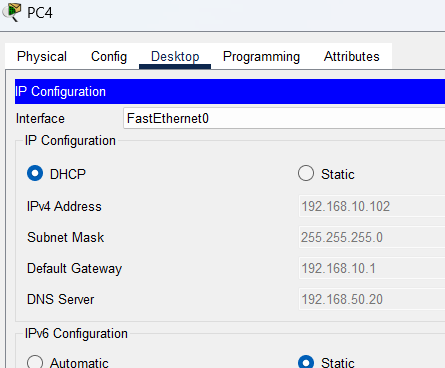 PC4
Physical Config Desktop Programming Attributes
IP Configuration
Interface FastEthernet0
IP Configuration
DHCP Static
IPv4 Address 192.168.10.102
Subnet Mask 255.255.255.0
Default Gateway 192.168.10.1
DNS Server 192.168.50.20
IPv6 Configuration
Automatic Static